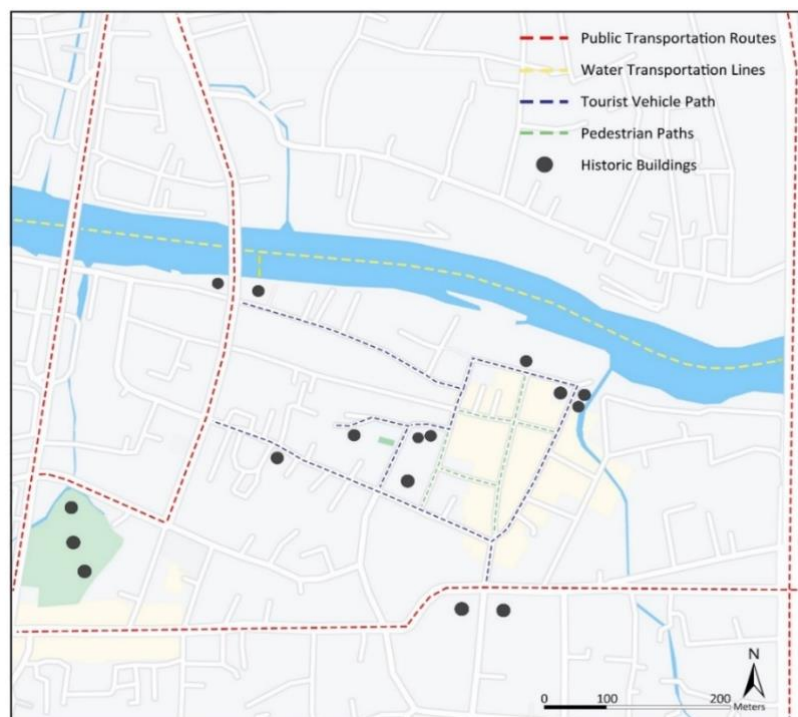 Public Transportation Routes
Water Transportation Lines
Tourist Vehicle Path
Pedestrian Paths
Historic Buildings
N
0 100 200
Meters